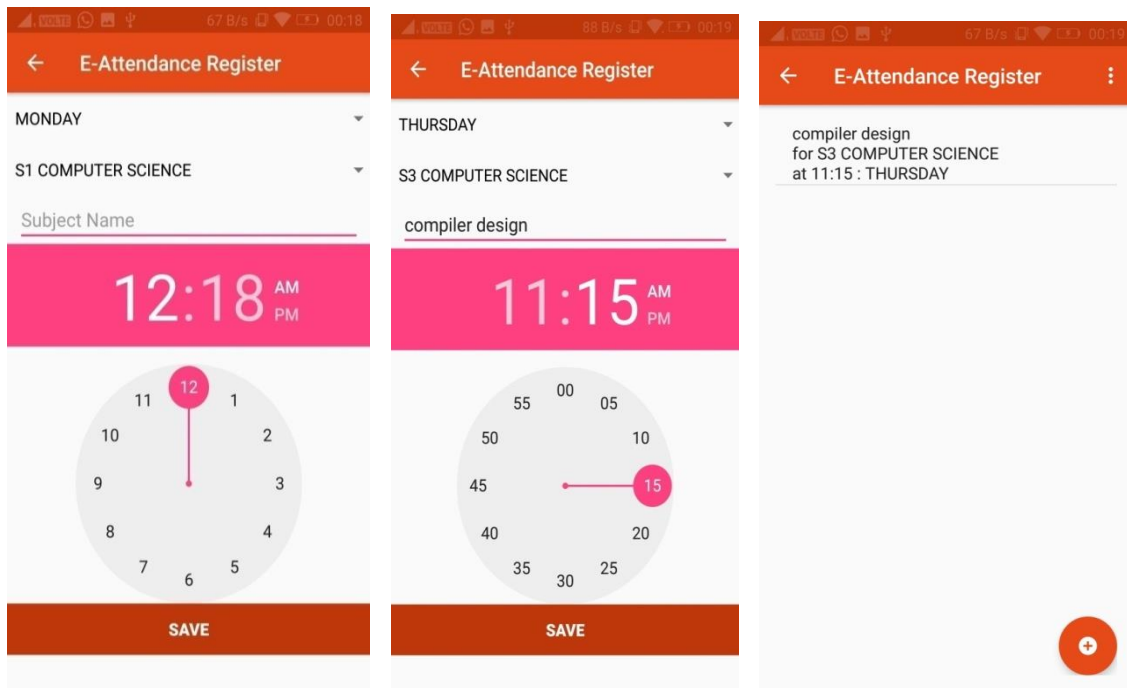 VOLTE 67 B/s 00:18
E-Attendance Register
MONDAY
S1 COMPUTER SCIENCE
Subject Name
12:18 AM
PM
12
11 1
10 2
9 3
8 4
7 5
6
SAVE
VOLTE 88 B/s 00:19
E-Attendance Register
THURSDAY
S3 COMPUTER SCIENCE
compiler design
11:15 AM
PM
00
55 05
50 10
45 15
40 20
35 25
30
SAVE
VOLTE 67 B/s 00:19
E-Attendance Register
compiler design
for S3 COMPUTER SCIENCE
at 11:15 : THURSDAY